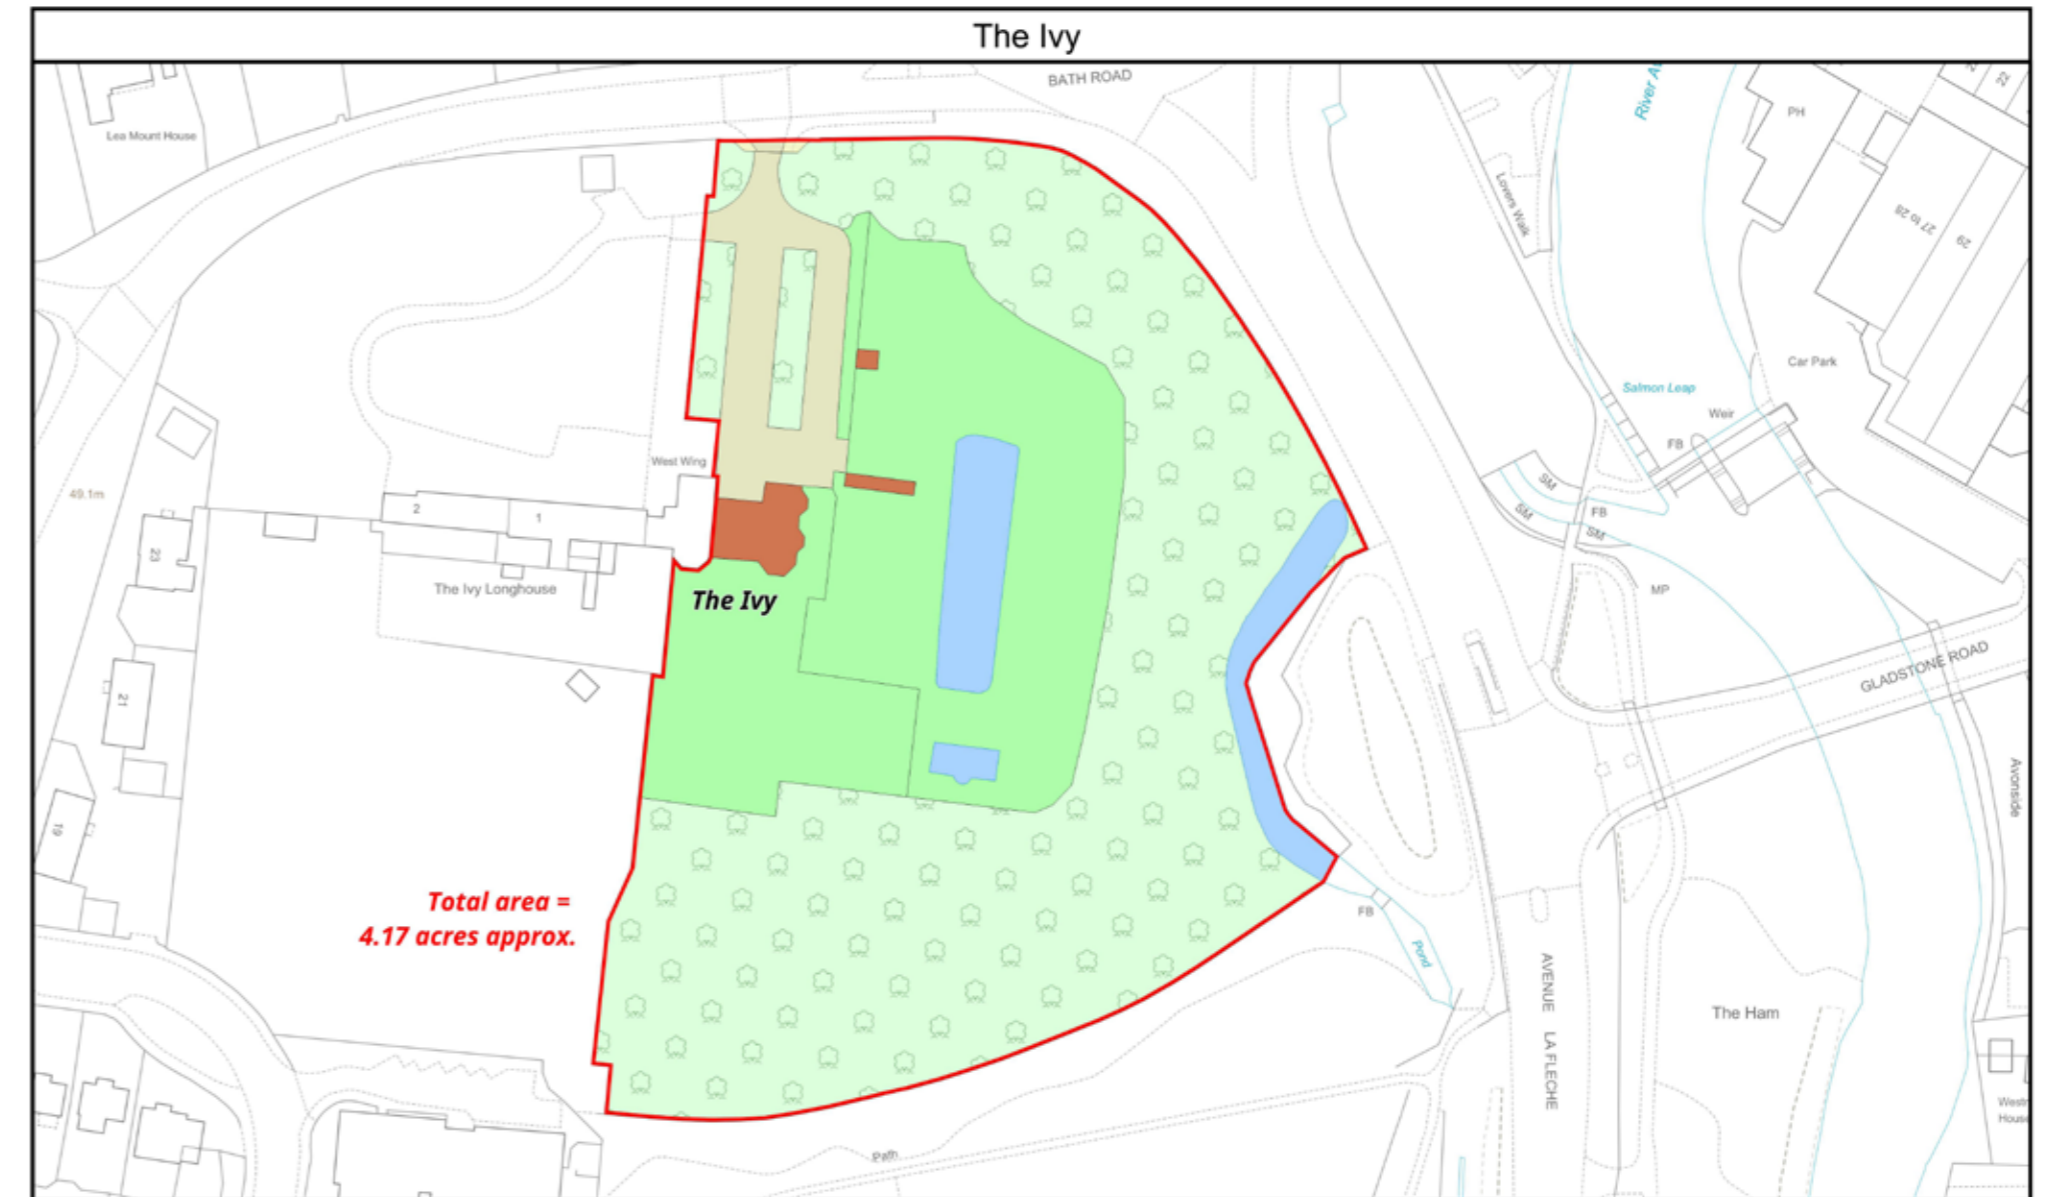 The Ivy
BATH ROAD
Lea Mount House
PH
22
Lovers Walk
27 to 28
29
Car Park
Salmon Leap
Weir
FB
West Wing
49.1m
2
1
SM
SM
FB
SM
23
The Ivy Longhouse
The Ivy
MP
GLADSTONE ROAD
21
Avonside
19
Total area =
4.17 acres approx.
FB
Pond
AVENUE LA FLECHE
The Ham
House
Path